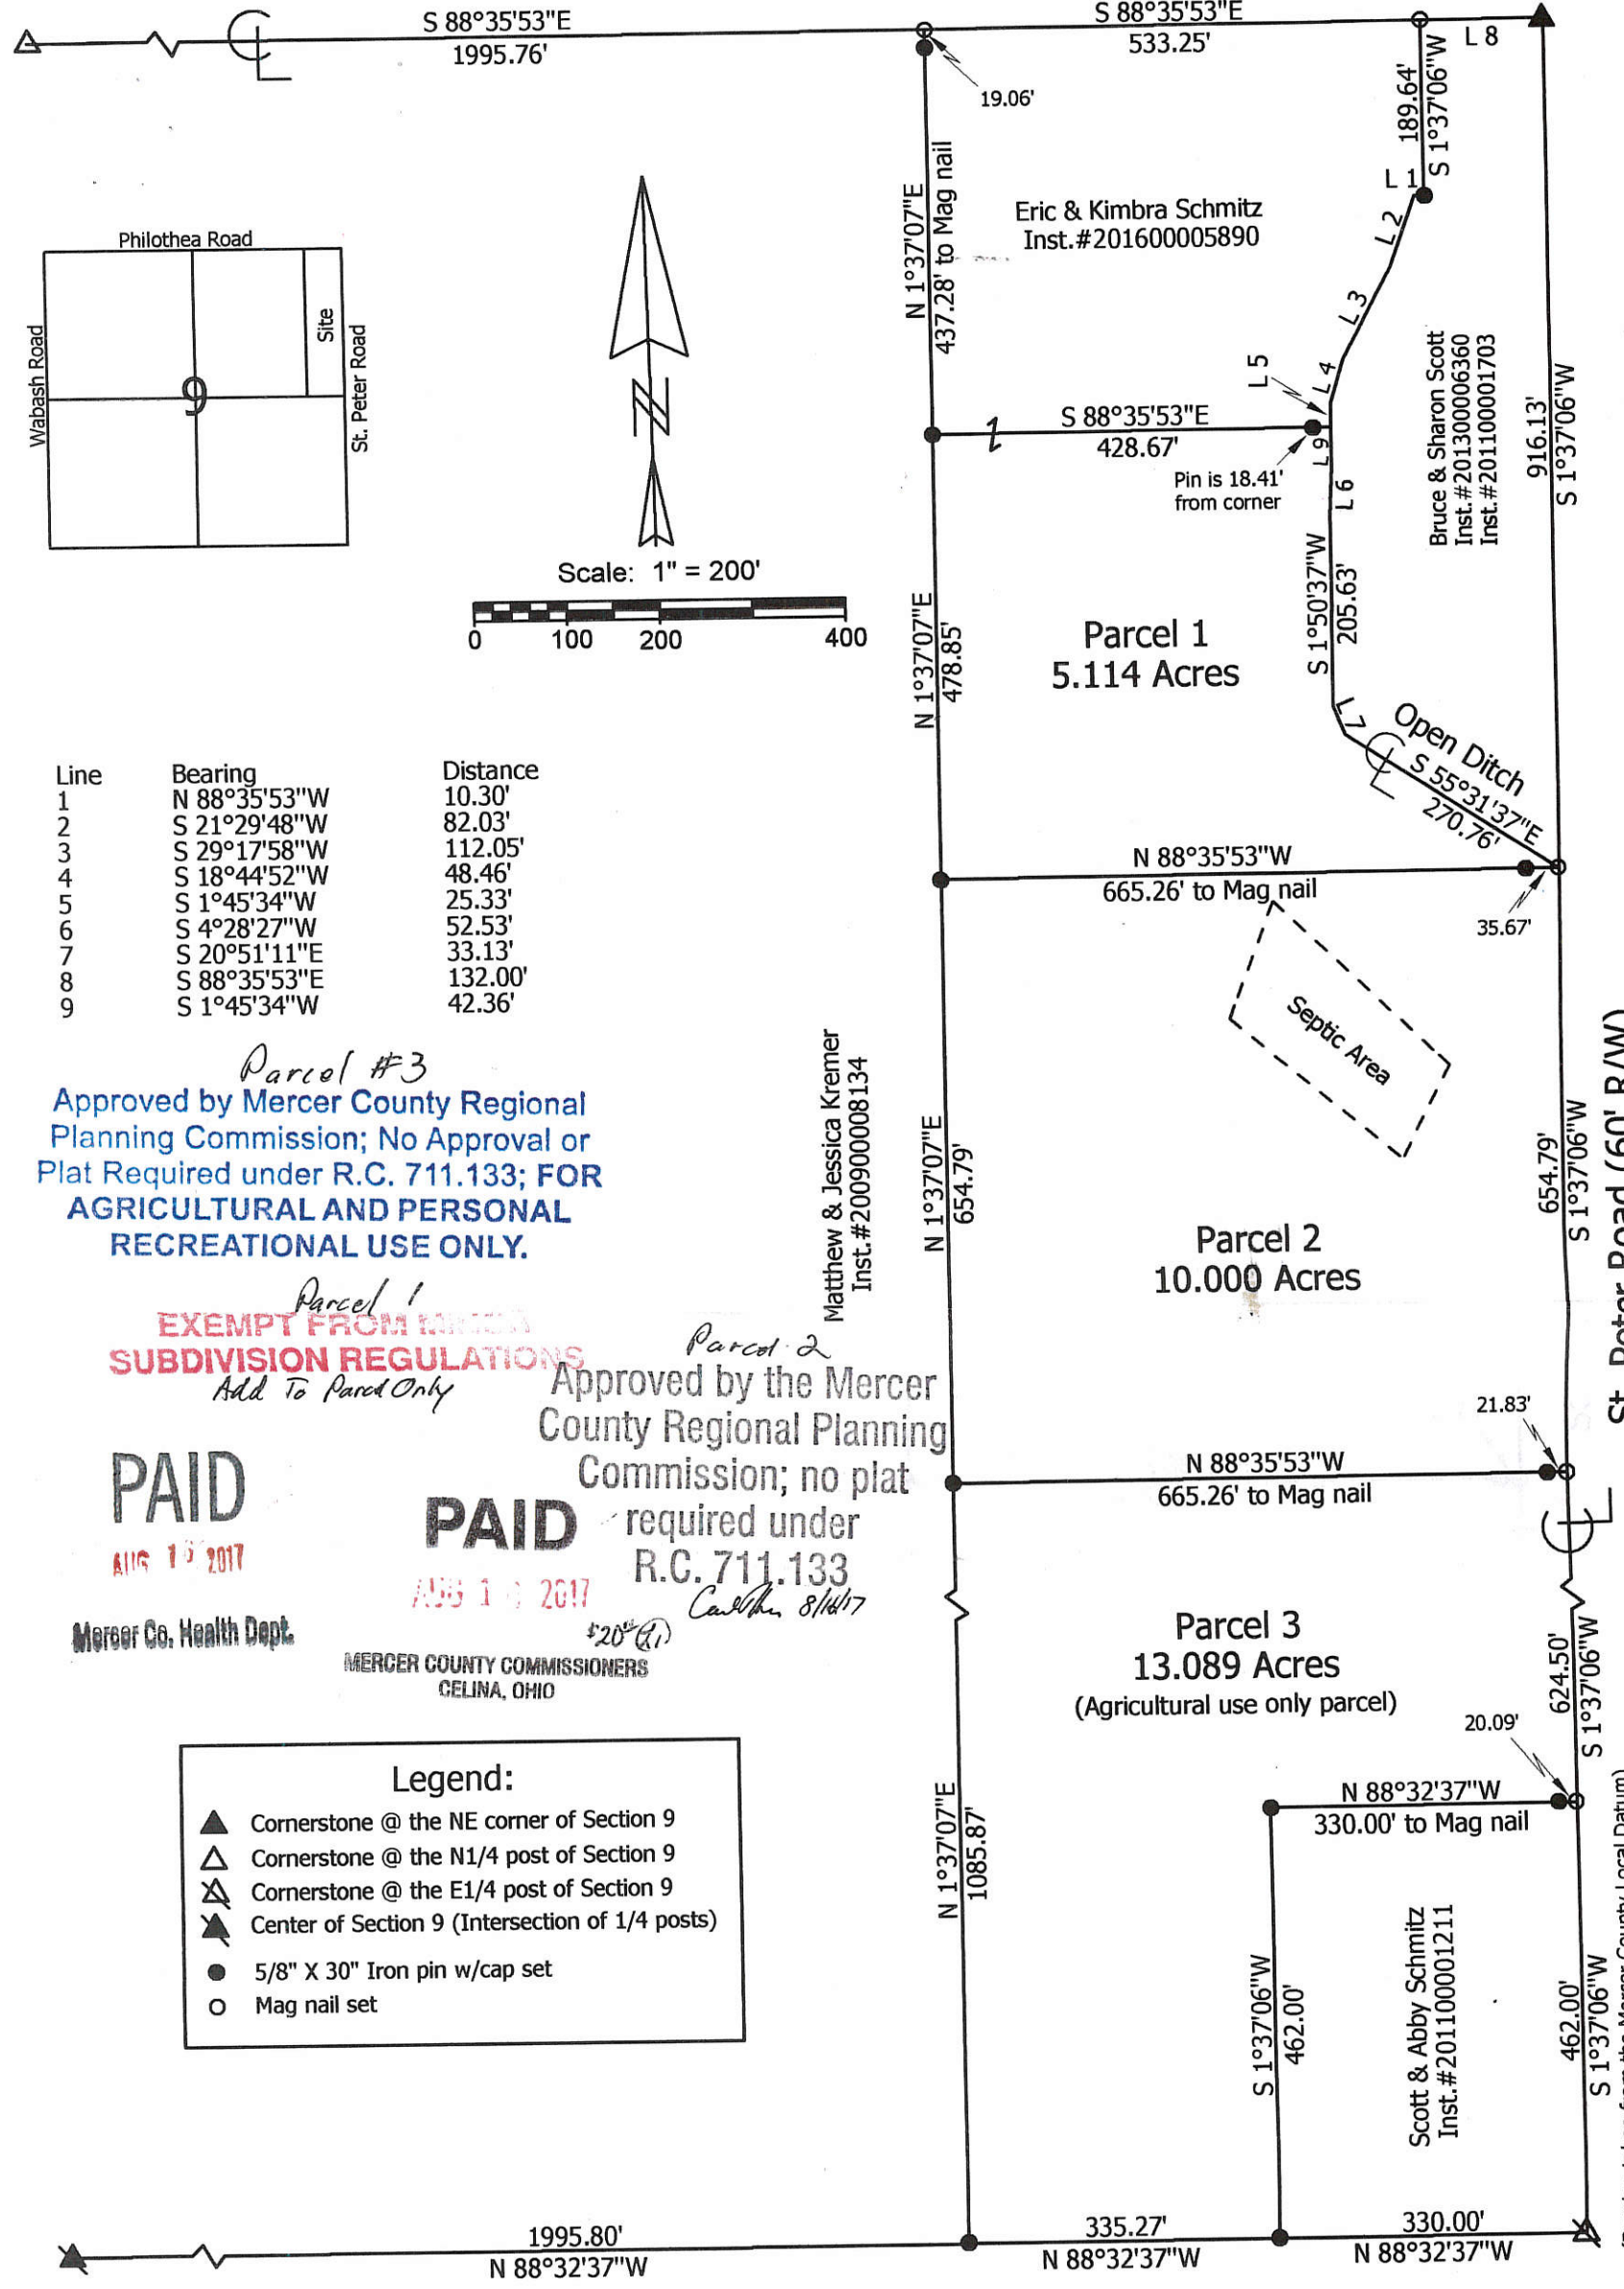 S 88°35'53"E
1995.76'
S 88°35'53"E
533.25'
L 8
19.06'
189.64'
S 1°37'06"W
L 1
L 2
L 3
L 4
L 5
L 9
L 6
L 7
N 1°37'07"E
437.28' to Mag nail
Eric & Kimbra Schmitz
Inst.#201600005890
Philothea Road
Wabash Road
9
Site
St. Peter Road
N
Scale: 1" = 200'
0 100 200 400
S 88°35'53"E
428.67'
Pin is 18.41'
from corner
Bruce & Sharon Scott
Inst.#201300006360
Inst.#201100001703
916.13'
S 1°37'06"W
S 1°50'37"W
205.63'
N 1°37'07"E
478.85'
Parcel 1
5.114 Acres
Open Ditch
S 55°31'37"E
270.76'
N 88°35'53"W
665.26' to Mag nail
35.67'
Line Bearing Distance
1 N 88°35'53"W 10.30'
2 S 21°29'48"W 82.03'
3 S 29°17'58"W 112.05'
4 S 18°44'52"W 48.46'
5 S 1°45'34"W 25.33'
6 S 4°28'27"W 52.53'
7 S 20°51'11"E 33.13'
8 S 88°35'53"E 132.00'
9 S 1°45'34"W 42.36'
Septic Area
Parcel #3
Approved by Mercer County Regional
Planning Commission; No Approval or
Plat Required under R.C. 711.133; FOR
AGRICULTURAL AND PERSONAL
RECREATIONAL USE ONLY.
Matthew & Jessica Kremer
Inst.#200900008134
N 1°37'07"E
654.79'
654.79'
S 1°37'06"W
St. Peter Road (60' R/W)
Parcel 2
10.000 Acres
Parcel 1
EXEMPT FROM
SUBDIVISION REGULATIONS
Add To Parcel Only
Parcel 2
Approved by the Mercer
County Regional Planning
Commission; no plat
required under
R.C. 711.133
8/16/17
PAID
AUG 2017
Mercer Co. Health Dept.
PAID
AUG 1 2017
MERCER COUNTY COMMISSIONERS
CELINA, OHIO
21.83'
N 88°35'53"W
665.26' to Mag nail
Parcel 3
13.089 Acres
(Agricultural use only parcel)
624.50'
S 1°37'06"W
20.09'
N 88°32'37"W
330.00' to Mag nail
N 1°37'07"E
1085.87'
Legend:
Cornerstone @ the NE corner of Section 9
Cornerstone @ the N1/4 post of Section 9
Cornerstone @ the E1/4 post of Section 9
Center of Section 9 (Intersection of 1/4 posts)
5/8" X 30" Iron pin w/cap set
Mag nail set
S 1°37'06"W
462.00'
Scott & Abby Schmitz
Inst.#201100001211
462.00'
S 1°37'06"W
from the Mercer County Local Datum)
1995.80'
N 88°32'37"W
335.27'
N 88°32'37"W
330.00'
N 88°32'37"W